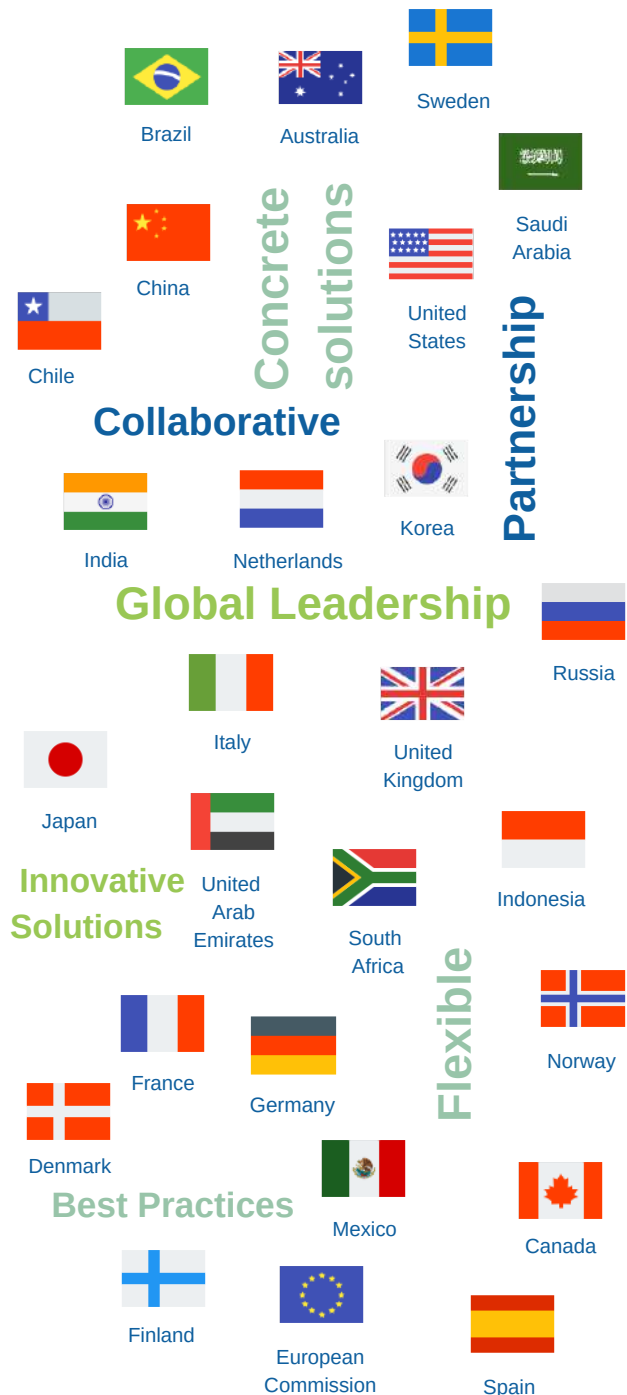 Sweden
Brazil
Australia
Saudi
Arabia
Concrete
solutions
China
United
States
Chile
Partnership
Collaborative
Korea
India
Netherlands
Global Leadership
Russia
Italy
United
Kingdom
Japan
Innovative
Solutions
United
Arab
Emirates
Indonesia
South
Africa
Flexible
Norway
France
Germany
Denmark
Best Practices
Mexico
Canada
Finland
European
Commission
Spain